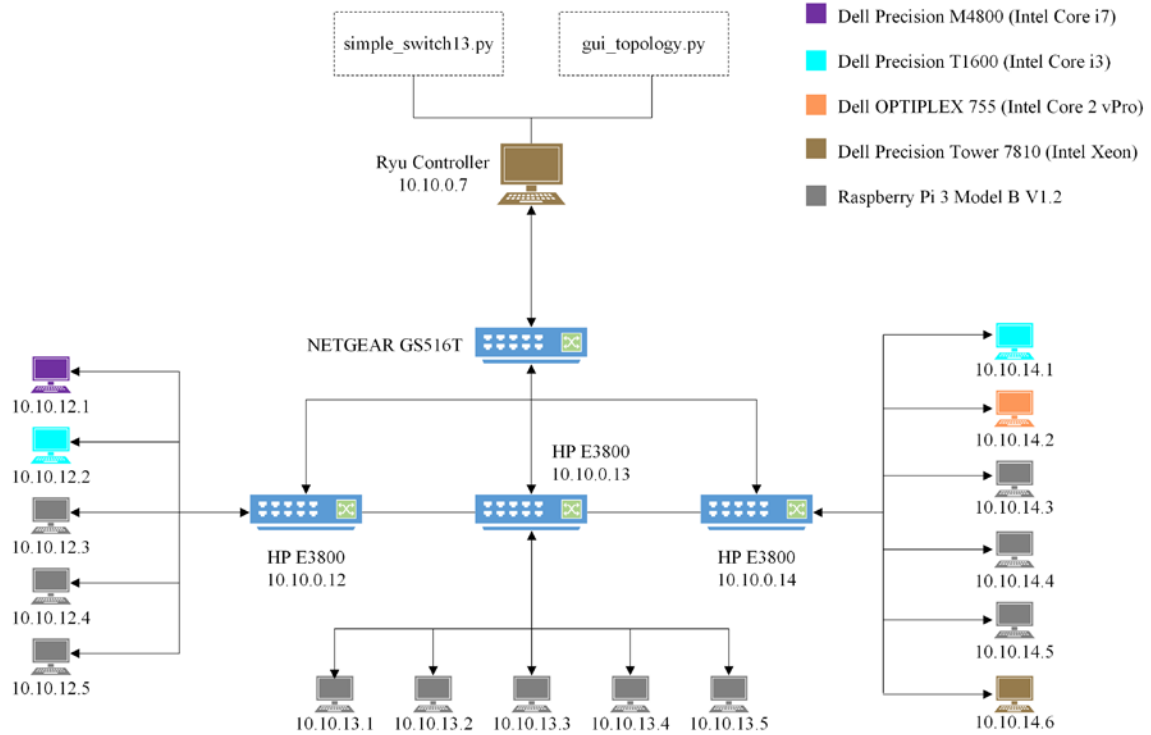 simple_switch13.py
gui_topology.py
Dell Precision M4800 (Intel Core i7)
Dell Precision T1600 (Intel Core i3)
Dell OPTIPLEX 755 (Intel Core 2 vPro)
Dell Precision Tower 7810 (Intel Xeon)
Raspberry Pi 3 Model B V1.2
Ryu Controller
10.10.0.7
NETGEAR GS516T
10.10.12.1
10.10.12.2
10.10.12.3
10.10.12.4
10.10.12.5
HP E3800
10.10.0.12
HP E3800
10.10.0.13
HP E3800
10.10.0.14
10.10.13.1
10.10.13.2
10.10.13.3
10.10.13.4
10.10.13.5
10.10.14.1
10.10.14.2
10.10.14.3
10.10.14.4
10.10.14.5
10.10.14.6